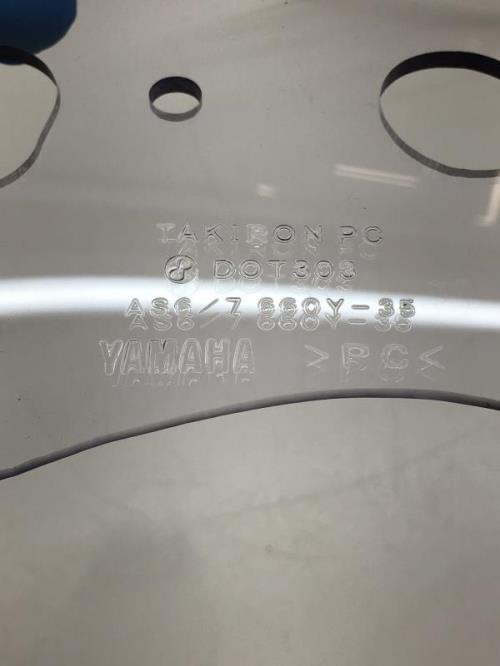 TAKIRON PC
DOT303
AS6/7 660Y-35
YAMAHA >PC<